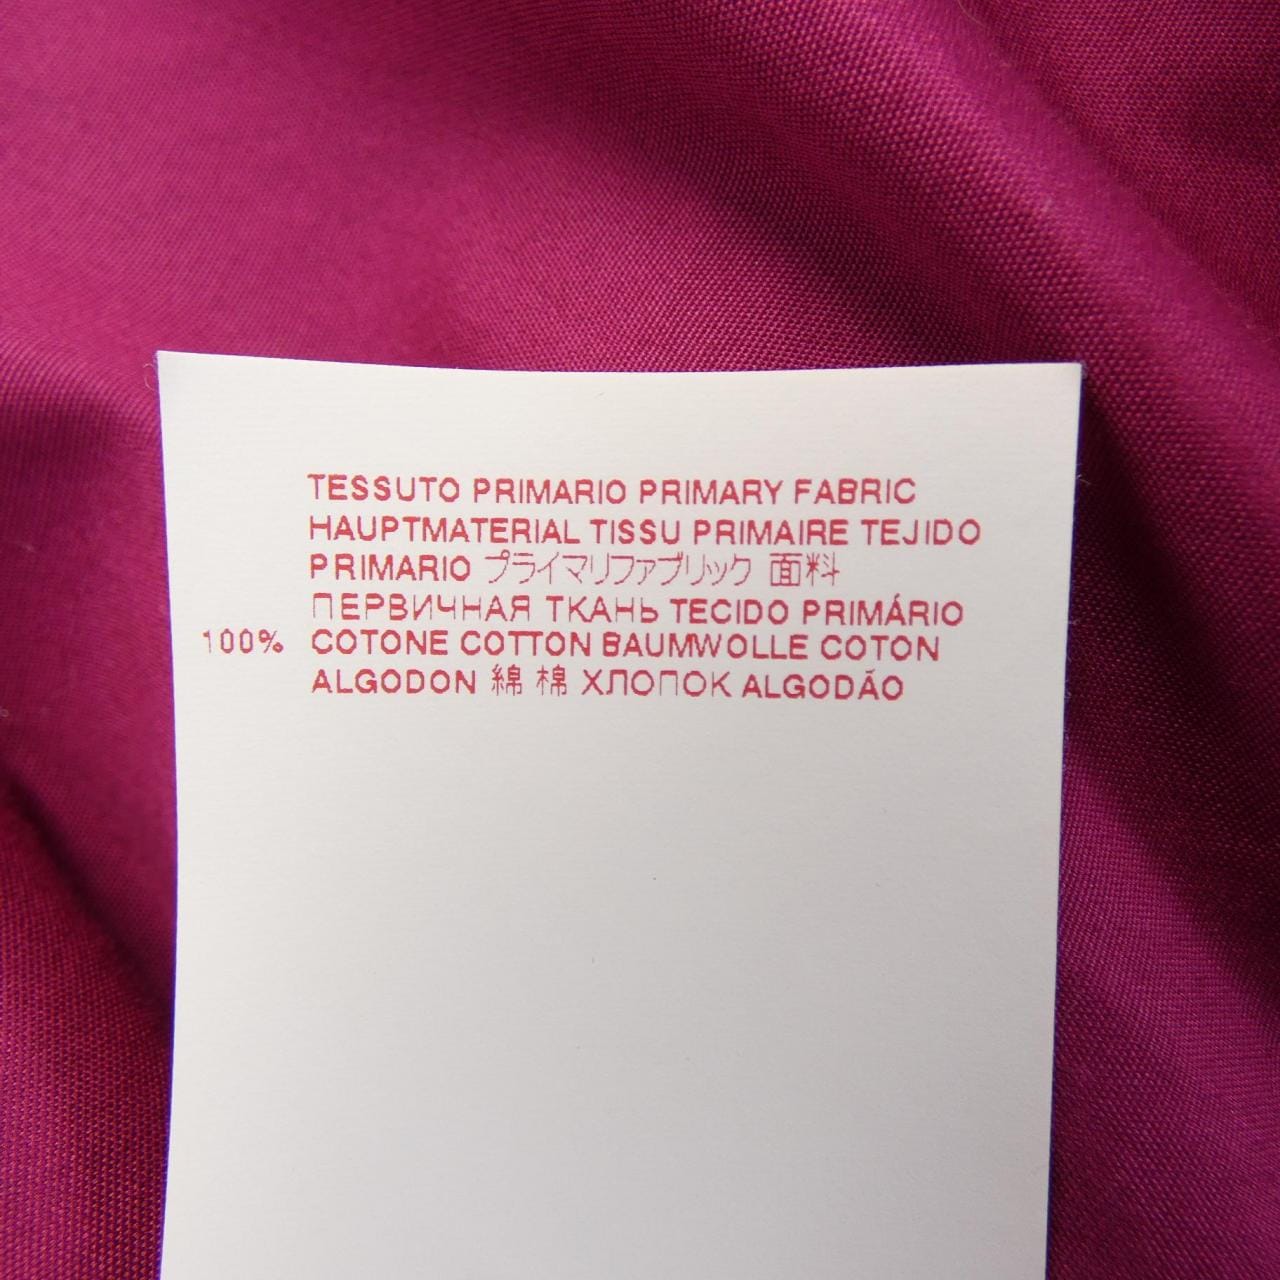 TESSUTO PRIMARIO PRIMARY FABRIC
HAUPTMATERIAL TISSU PRIMAIRE TEJIDO
PRIMARIO プライマリファブリック 面料
ПЕРВИЧНАЯ ТКАНЬ TECIDO PRIMÁRIO
100% COTONE COTTON BAUMWOLLE COTON
ALGODON 綿 棉 ХЛОПОК ALGODÃO